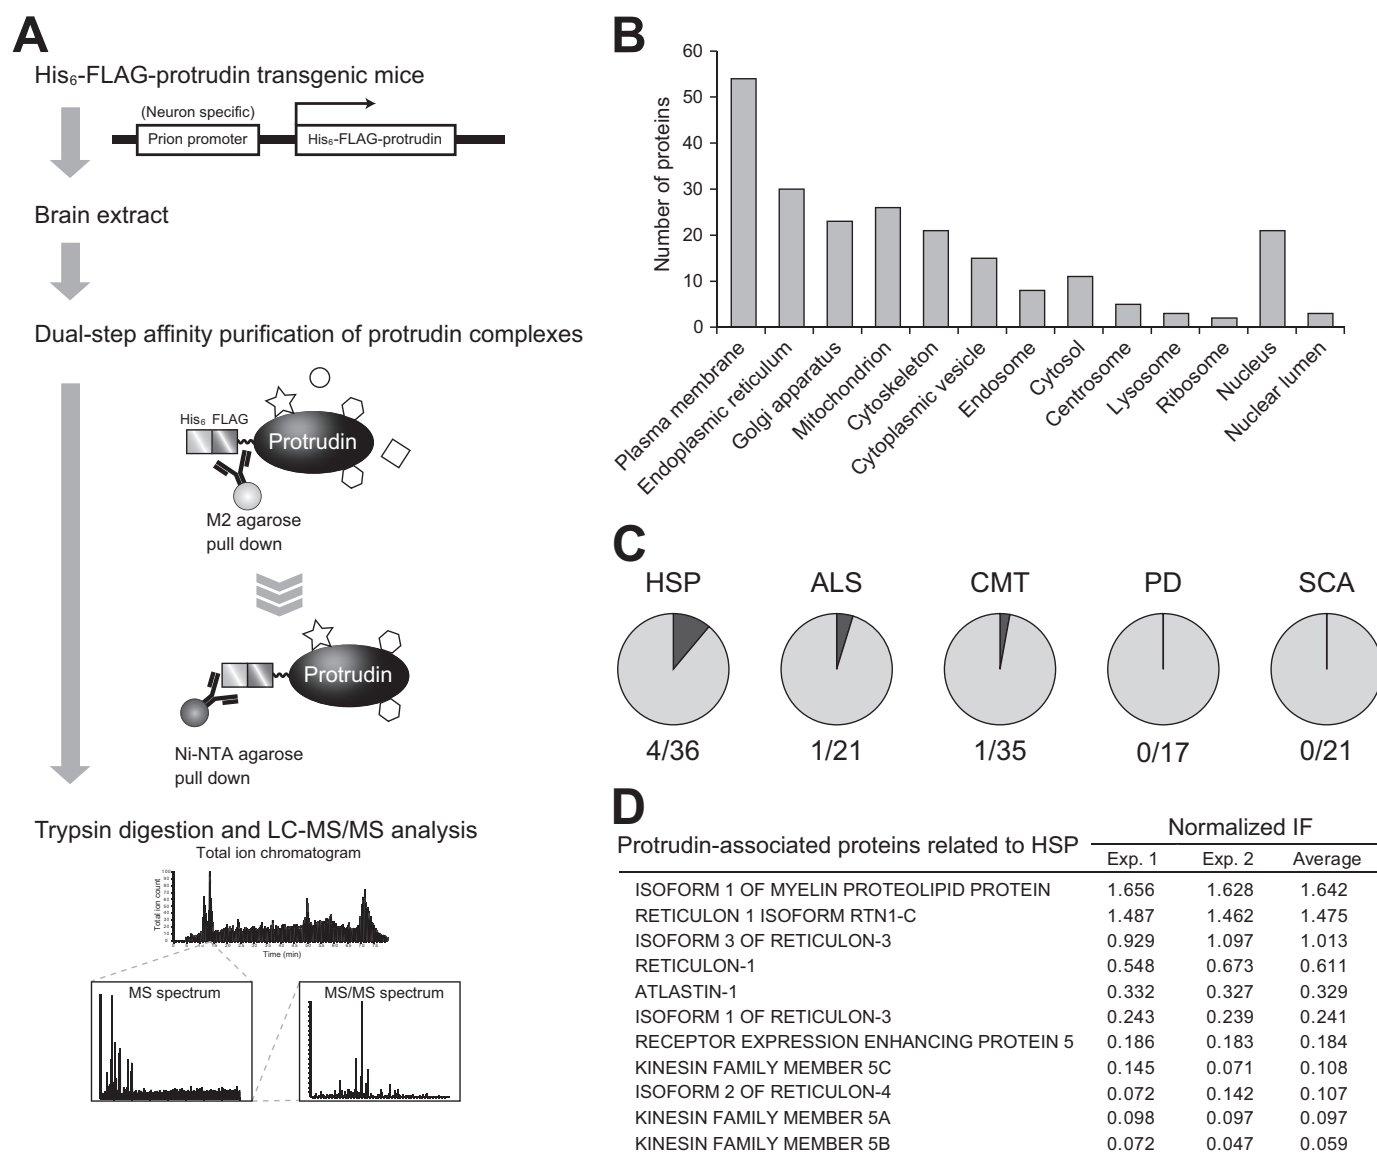 A
His₆-FLAG-protrudin transgenic mice
(Neuron specific)
Prion promoter
His₆-FLAG-protrudin
Brain extract
Dual-step affinity purification of protrudin complexes
His₆ FLAG
Protrudin
M2 agarose
pull down
Protrudin
Ni-NTA agarose
pull down
Trypsin digestion and LC-MS/MS analysis
Total ion chromatogram
Total ion count
Time (min)
MS spectrum
MS/MS spectrum
B
Number of proteins
60
50
40
30
20
10
0
Plasma membrane
Endoplasmic reticulum
Golgi apparatus
Mitochondrion
Cytoskeleton
Cytoplasmic vesicle
Endosome
Cytosol
Centrosome
Lysosome
Ribosome
Nucleus
Nuclear lumen
C
HSP ALS CMT PD SCA
4/36 1/21 1/35 0/17 0/21
D
Normalized IF
Protrudin-associated proteins related to HSP Exp. 1 Exp. 2 Average
ISOFORM 1 OF MYELIN PROTEOLIPID PROTEIN 1.656 1.628 1.642
RETICULON 1 ISOFORM RTN1-C 1.487 1.462 1.475
ISOFORM 3 OF RETICULON-3 0.929 1.097 1.013
RETICULON-1 0.548 0.673 0.611
ATLASTIN-1 0.332 0.327 0.329
ISOFORM 1 OF RETICULON-3 0.243 0.239 0.241
RECEPTOR EXPRESSION ENHANCING PROTEIN 5 0.186 0.183 0.184
KINESIN FAMILY MEMBER 5C 0.145 0.071 0.108
ISOFORM 2 OF RETICULON-4 0.072 0.142 0.107
KINESIN FAMILY MEMBER 5A 0.098 0.097 0.097
KINESIN FAMILY MEMBER 5B 0.072 0.047 0.059